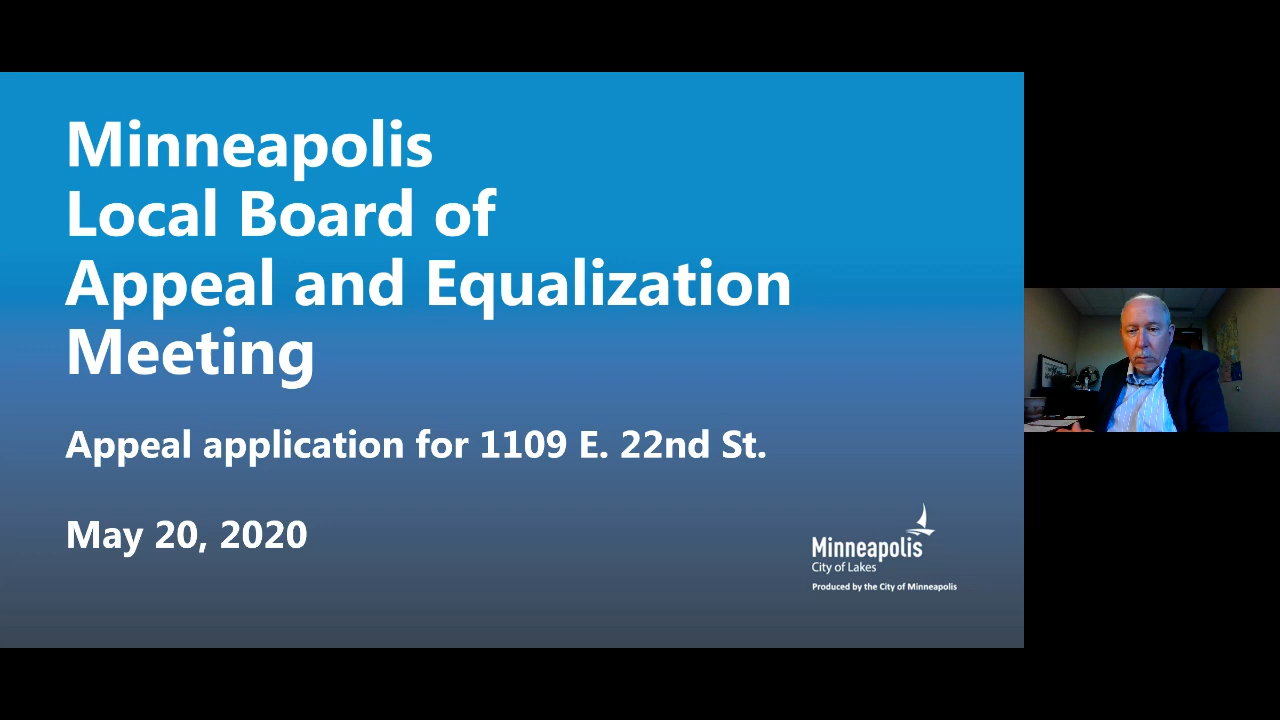 Minneapolis
Local Board of
Appeal and Equalization
Meeting
Appeal application for 1109 E. 22nd St.
May 20, 2020
Minneapolis
City of Lakes
Produced by the City of Minneapolis